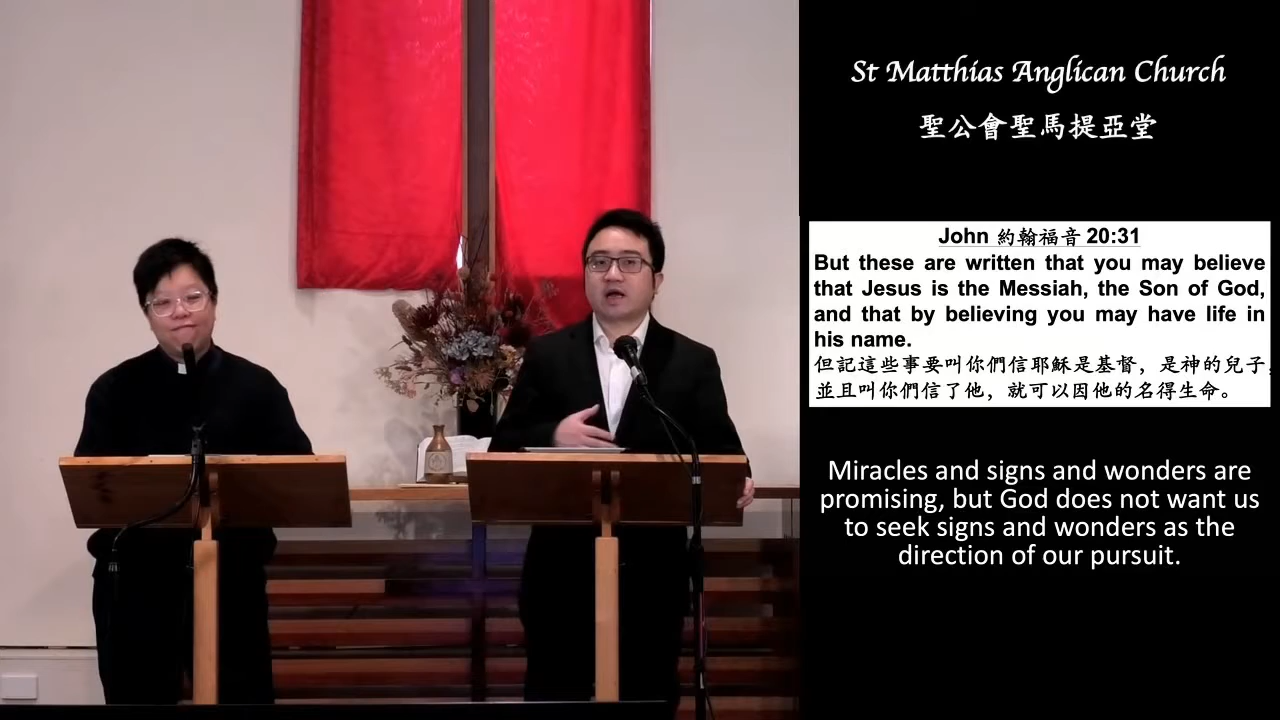 St Matthias Anglican Church
聖公會聖馬提亞堂
John 約翰福音 20:31
But these are written that you may believe
that Jesus is the Messiah, the Son of God,
and that by believing you may have life in
his name.
但記這些事要叫你們信耶穌是基督，是神的兒子，
並且叫你們信了他，就可以因他的名得生命。
Miracles and signs and wonders are
promising, but God does not want us
to seek signs and wonders as the
direction of our pursuit.